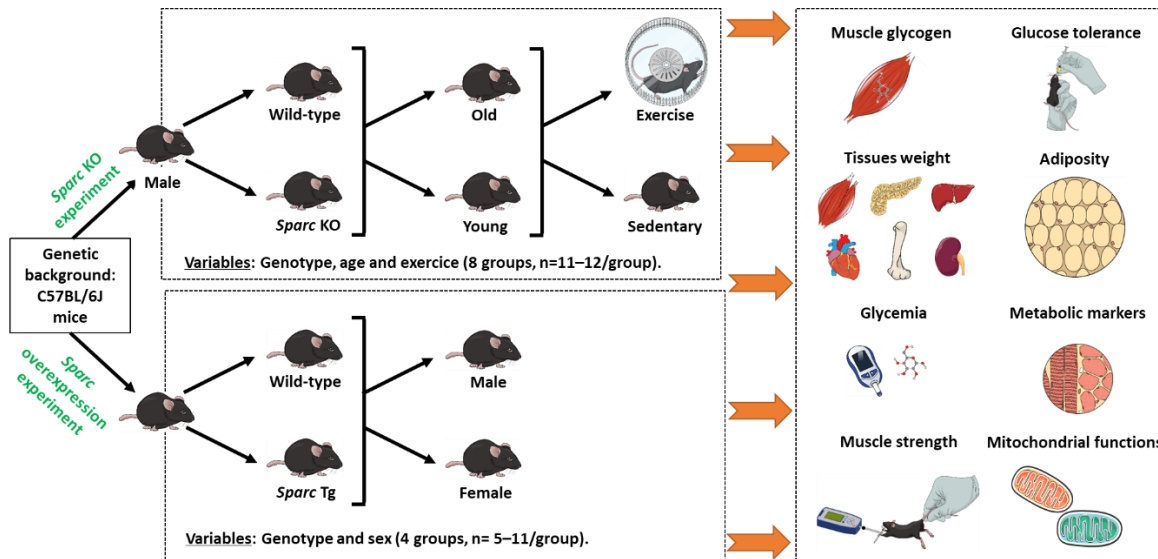 Sparc KO
experiment
Male
Genetic
background:
C57BL/6J
mice
Sparc
overexpression
experiment
Wild-type
Old
Exercise
Sparc KO
Young
Sedentary
Variables: Genotype, age and exercice (8 groups, n=11–12/group).
Wild-type
Male
Sparc Tg
Female
Variables: Genotype and sex (4 groups, n= 5–11/group).
Muscle glycogen
Glucose tolerance
Tissues weight
Adiposity
Glycemia
Metabolic markers
Muscle strength
Mitochondrial functions